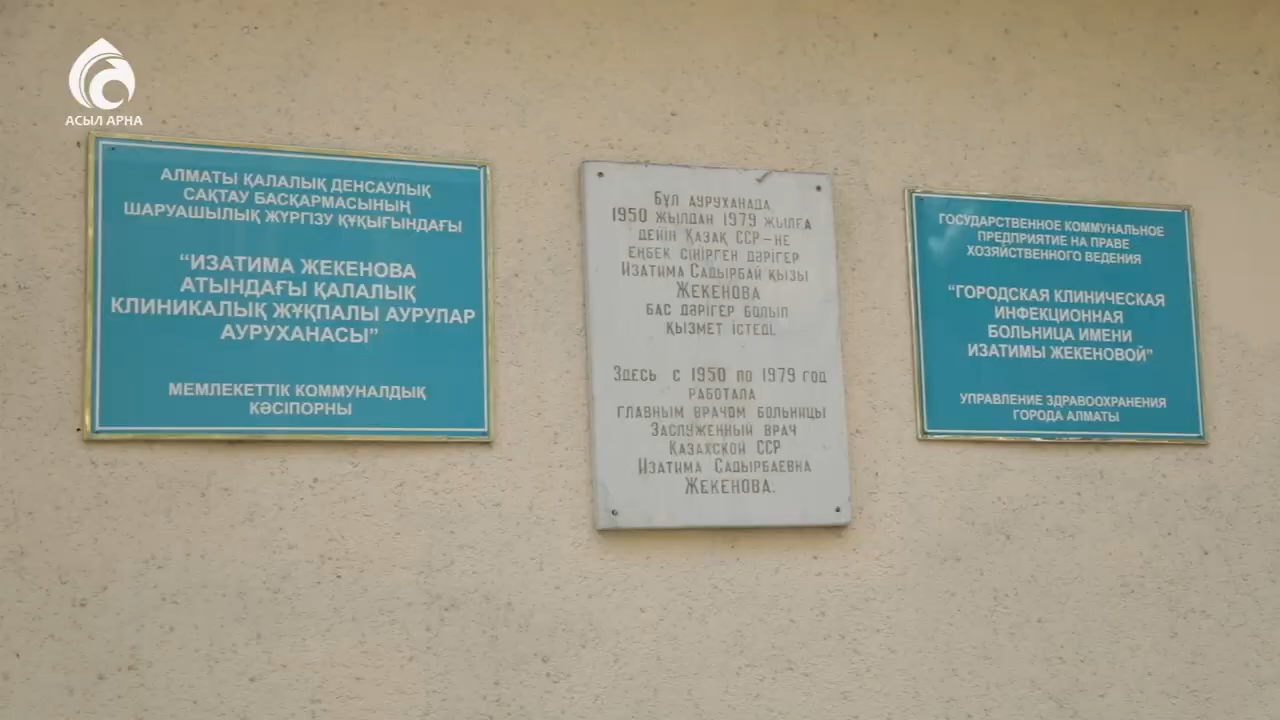 АСЫЛ АРНА
АЛМАТЫ ҚАЛАЛЫҚ ДЕНСАУЛЫҚ
САҚТАУ БАСҚАРМАСЫНЫҢ
ШАРУАШЫЛЫҚ ЖҮРГІЗУ ҚҰҚЫҒЫНДАҒЫ
“ИЗАТИМА ЖЕКЕНОВА
АТЫНДАҒЫ ҚАЛАЛЫҚ
КЛИНИКАЛЫҚ ЖҰҚПАЛЫ АУРУЛАР
АУРУХАНАСЫ”
МЕМЛЕКЕТТІК КОММУНАЛДЫҚ
КӘСІПОРНЫ
Бұл ауруханада
1950 жылдан 1979 жылға
дейін Қазақ ССР-не
еңбек сіңірген дәрігер
Изатима Садырбай қызы
Жекенова
бас дәрігер болып
қызмет істеді.
Здесь с 1950 по 1979 год
работала
главным врачом больницы
Заслуженный врач
Казахской ССР
Изатима Садырбаевна
Жекенова.
ГОСУДАРСТВЕННОЕ КОММУНАЛЬНОЕ
ПРЕДПРИЯТИЕ НА ПРАВЕ
ХОЗЯЙСТВЕННОГО ВЕДЕНИЯ
“ГОРОДСКАЯ КЛИНИЧЕСКАЯ
ИНФЕКЦИОННАЯ
БОЛЬНИЦА ИМЕНИ
ИЗАТИМЫ ЖЕКЕНОВОЙ”
УПРАВЛЕНИЕ ЗДРАВООХРАНЕНИЯ
ГОРОДА АЛМАТЫ